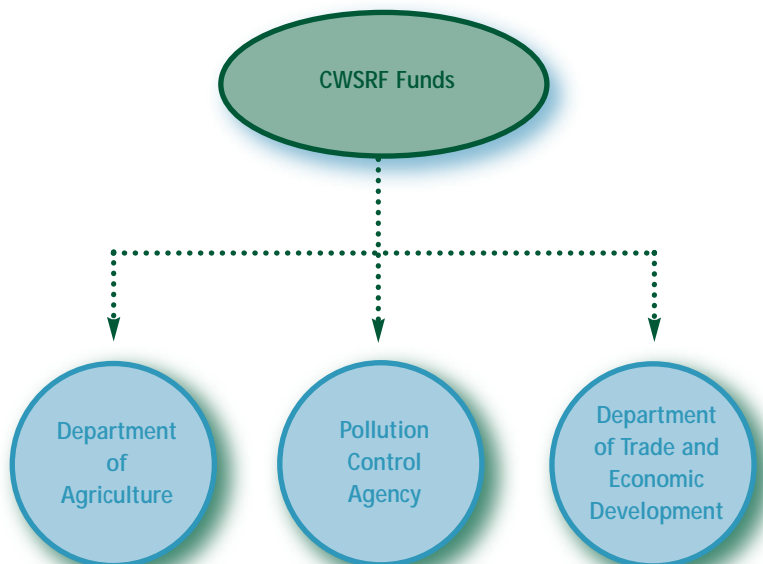 CWSRF Funds
Department
of
Agriculture
Pollution
Control
Agency
Department
of Trade and
Economic
Development